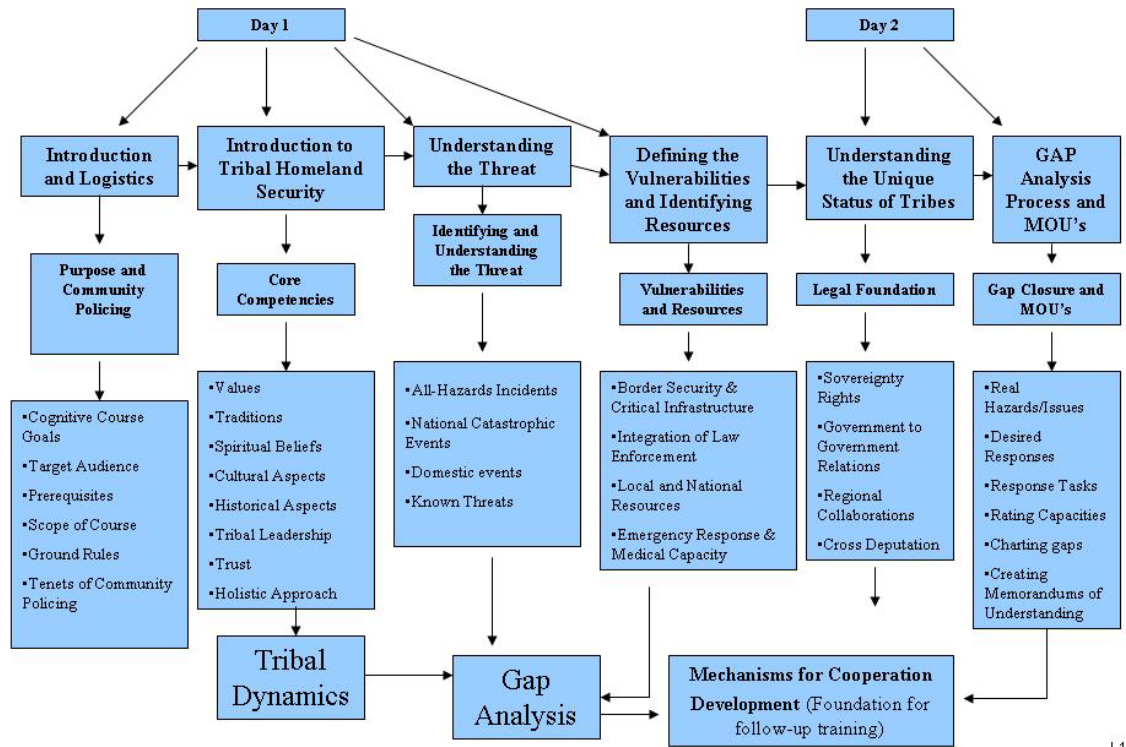 Day 1
Day 2
Introduction
and Logistics
Introduction to
Tribal Homeland
Security
Understanding
the Threat
Defining the
Vulnerabilities
and Identifying
Resources
Understanding
the Unique
Status of Tribes
GAP
Analysis
Process and
MOU's
Purpose and
Community
Policing
Core
Competencies
Identifying and
Understanding
the Threat
Vulnerabilities
and Resources
Legal Foundation
Gap Closure and
MOU's
▪Cognitive Course
Goals
▪Target Audience
▪Prerequisites
▪Scope of Course
▪Ground Rules
▪Tenets of Community
Policing
▪Values
▪Traditions
▪Spiritual Beliefs
▪Cultural Aspects
▪Historical Aspects
▪Tribal Leadership
▪Trust
▪Holistic Approach
▪All-Hazards Incidents
▪National Catastrophic
Events
▪Domestic events
▪Known Threats
▪Border Security &
Critical Infrastructure
▪Integration of Law
Enforcement
▪Local and National
Resources
▪Emergency Response &
Medical Capacity
▪Sovereignty
Rights
▪Government to
Government
Relations
▪Regional
Collaborations
▪Cross Deputation
▪Real
Hazards/Issues
▪Desired
Responses
▪Response Tasks
▪Rating Capacities
▪Charting gaps
▪Creating
Memorandums of
Understanding
Tribal
Dynamics
Gap
Analysis
Mechanisms for Cooperation
Development (Foundation for
follow-up training)